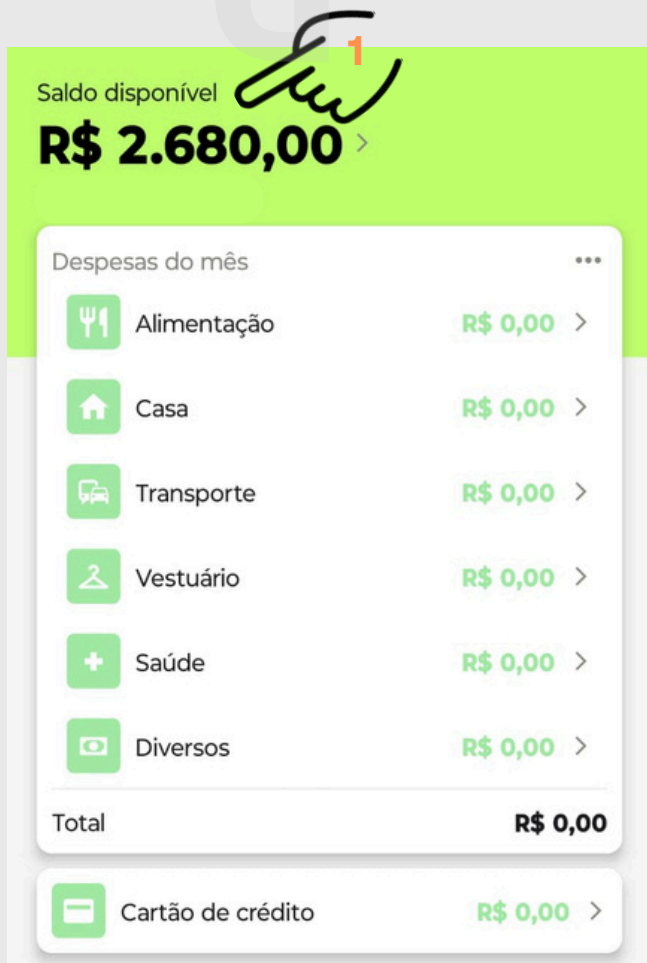 1
Saldo disponível
R$ 2.680,00
Despesas do mês
Alimentação R$ 0,00
Casa R$ 0,00
Transporte R$ 0,00
Vestuário R$ 0,00
Saúde R$ 0,00
Diversos R$ 0,00
Total R$ 0,00
Cartão de crédito R$ 0,00